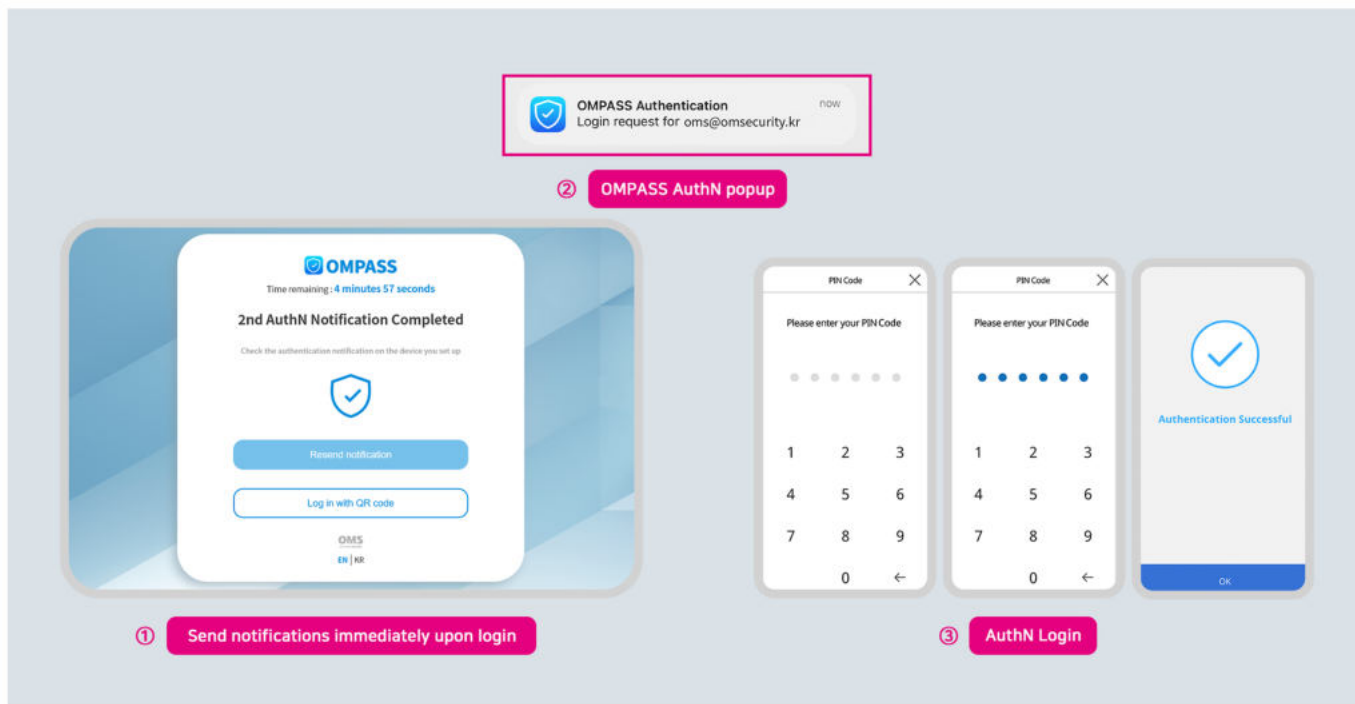 OMPASS Authentication now
Login request for oms@omsecurity.kr
② OMPASS AuthN popup
OMPASS
Time remaining : 4 minutes 57 seconds
2nd AuthN Notification Completed
Check the authentication notification on the device you set up
Resend notification
Log in with QR code
OMS
EN | KR
① Send notifications immediately upon login
PIN Code
Please enter your PIN Code
1 2 3
4 5 6
7 8 9
0 ←
PIN Code
Please enter your PIN Code
1 2 3
4 5 6
7 8 9
0 ←
Authentication Successful
OK
③ AuthN Login